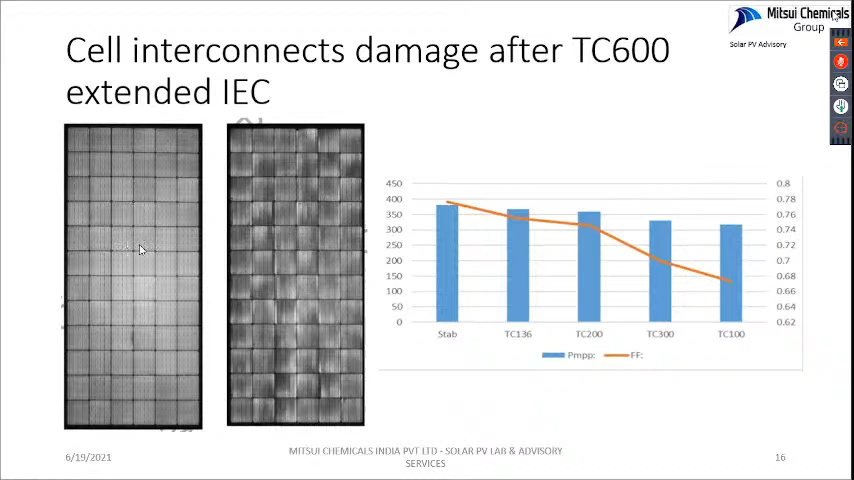 Mitsui Chemicals
Group
Solar PV Advisory
Cell interconnects damage after TC600
extended IEC
450
400
350
300
250
200
150
100
50
0
0.8
0.78
0.76
0.74
0.72
0.7
0.68
0.66
0.64
0.62
Stab
TC136
TC200
TC300
TC100
Pmpp:
FF:
6/19/2021
MITSUI CHEMICALS INDIA PVT LTD - SOLAR PV LAB & ADVISORY
SERVICES
16